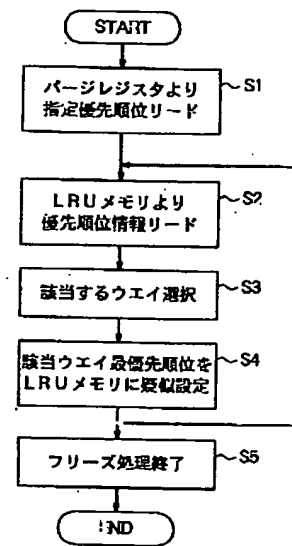 START
パージレジスタより
指定優先順位リード
S1
LRUメモリより
優先順位情報リード
S2
該当するウエイ選択
S3
該当ウエイ最優先順位を
LRUメモリに疑似設定
S4
フリーズ処理終了
S5
END